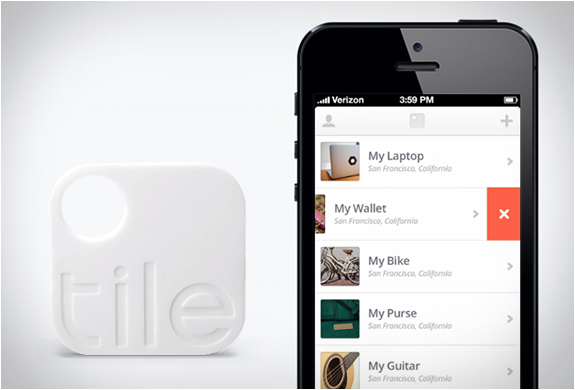 tile
Verizon 3:59 PM
My Laptop
San Francisco, California
My Wallet
San Francisco, California
My Bike
San Francisco, California
My Purse
San Francisco, California
My Guitar
San Francisco, California